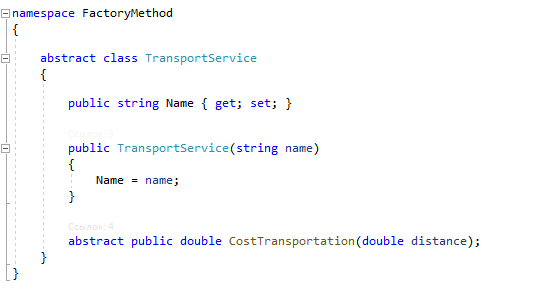 namespace FactoryMethod
{
abstract class TransportService
{
public string Name { get; set; }
Ссылок: 3
public TransportService(string name)
{
Name = name;
}
Ссылок: 4
abstract public double CostTransportation(double distance);
}
}